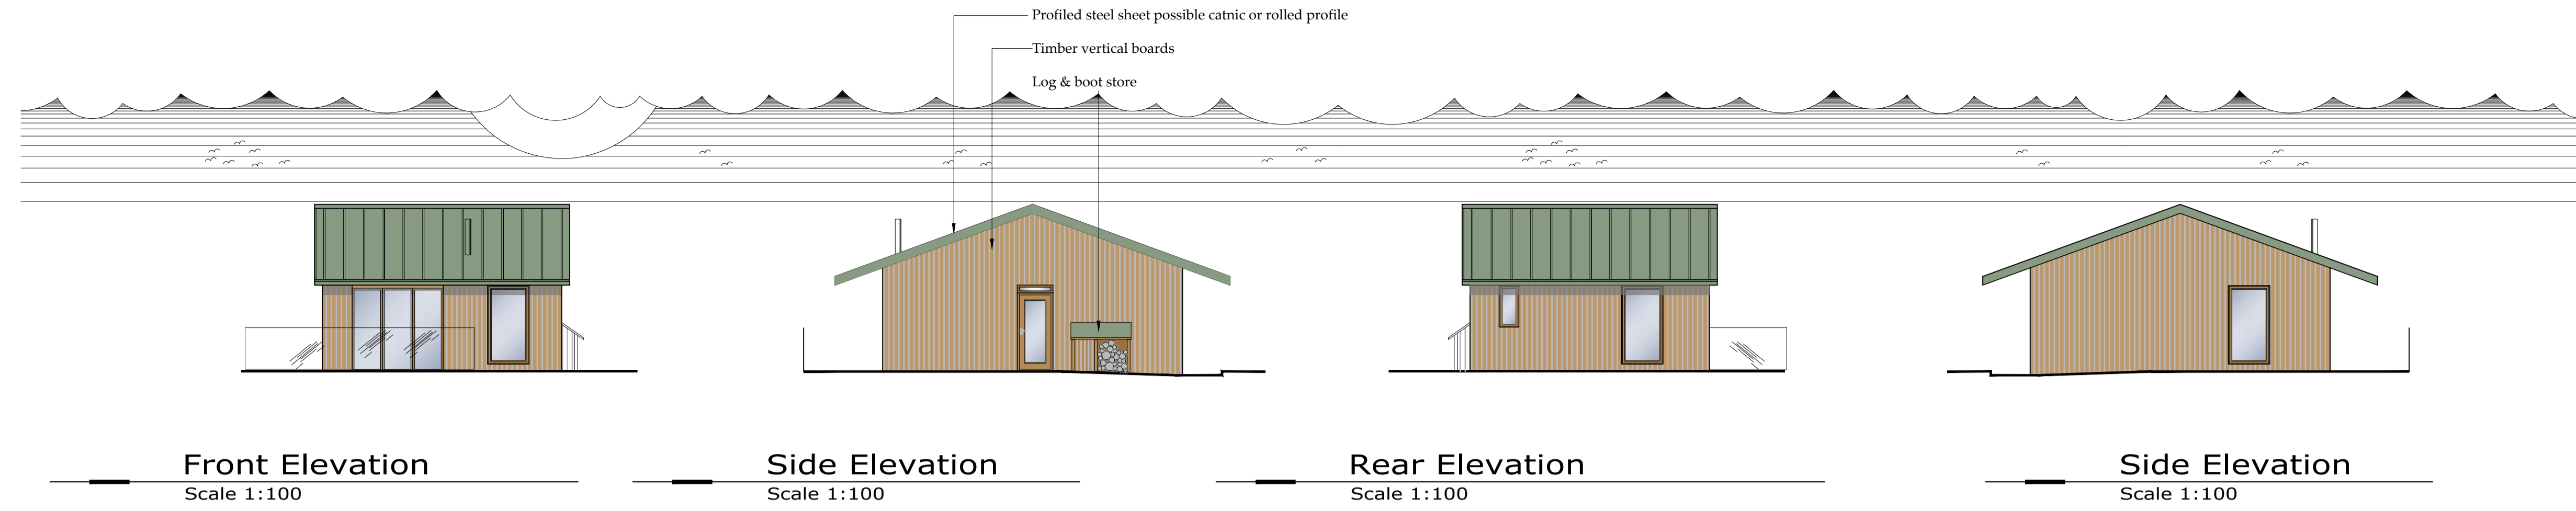 Profiled steel sheet possible catnic or rolled profile
Timber vertical boards
Log & boot store
Front Elevation
Scale 1:100
Side Elevation
Scale 1:100
Rear Elevation
Scale 1:100
Side Elevation
Scale 1:100